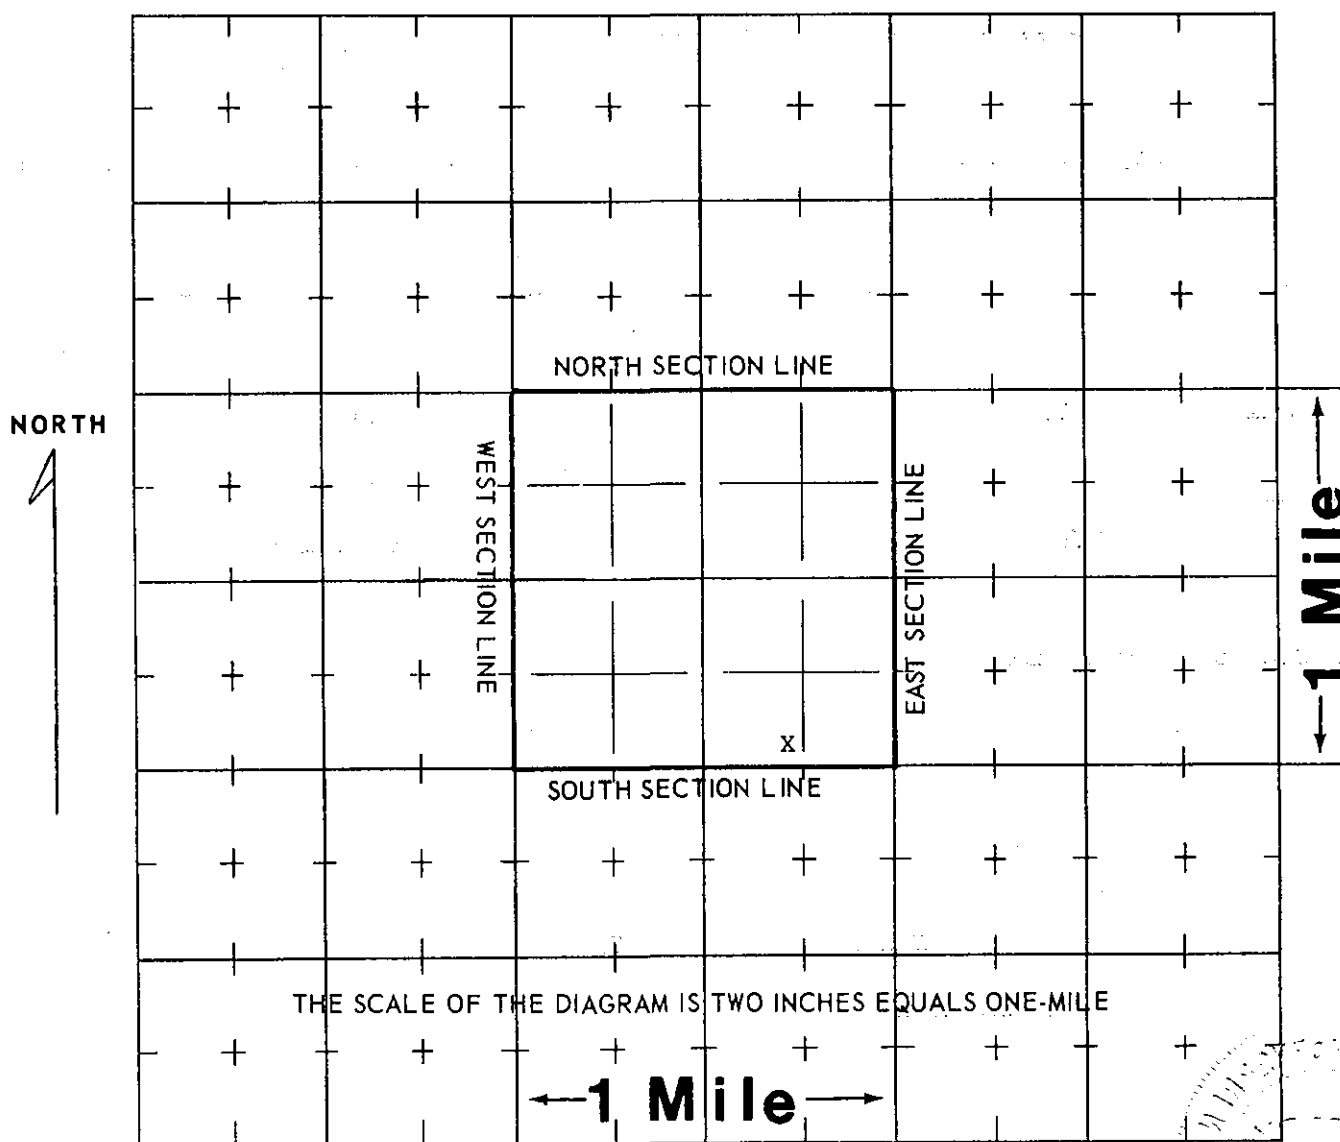 NORTH SECTION LINE
NORTH
WEST SECTION LINE
EAST SECTION LINE
1 Mile
X
SOUTH SECTION LINE
THE SCALE OF THE DIAGRAM IS TWO INCHES EQUALS ONE-MILE
1 Mile